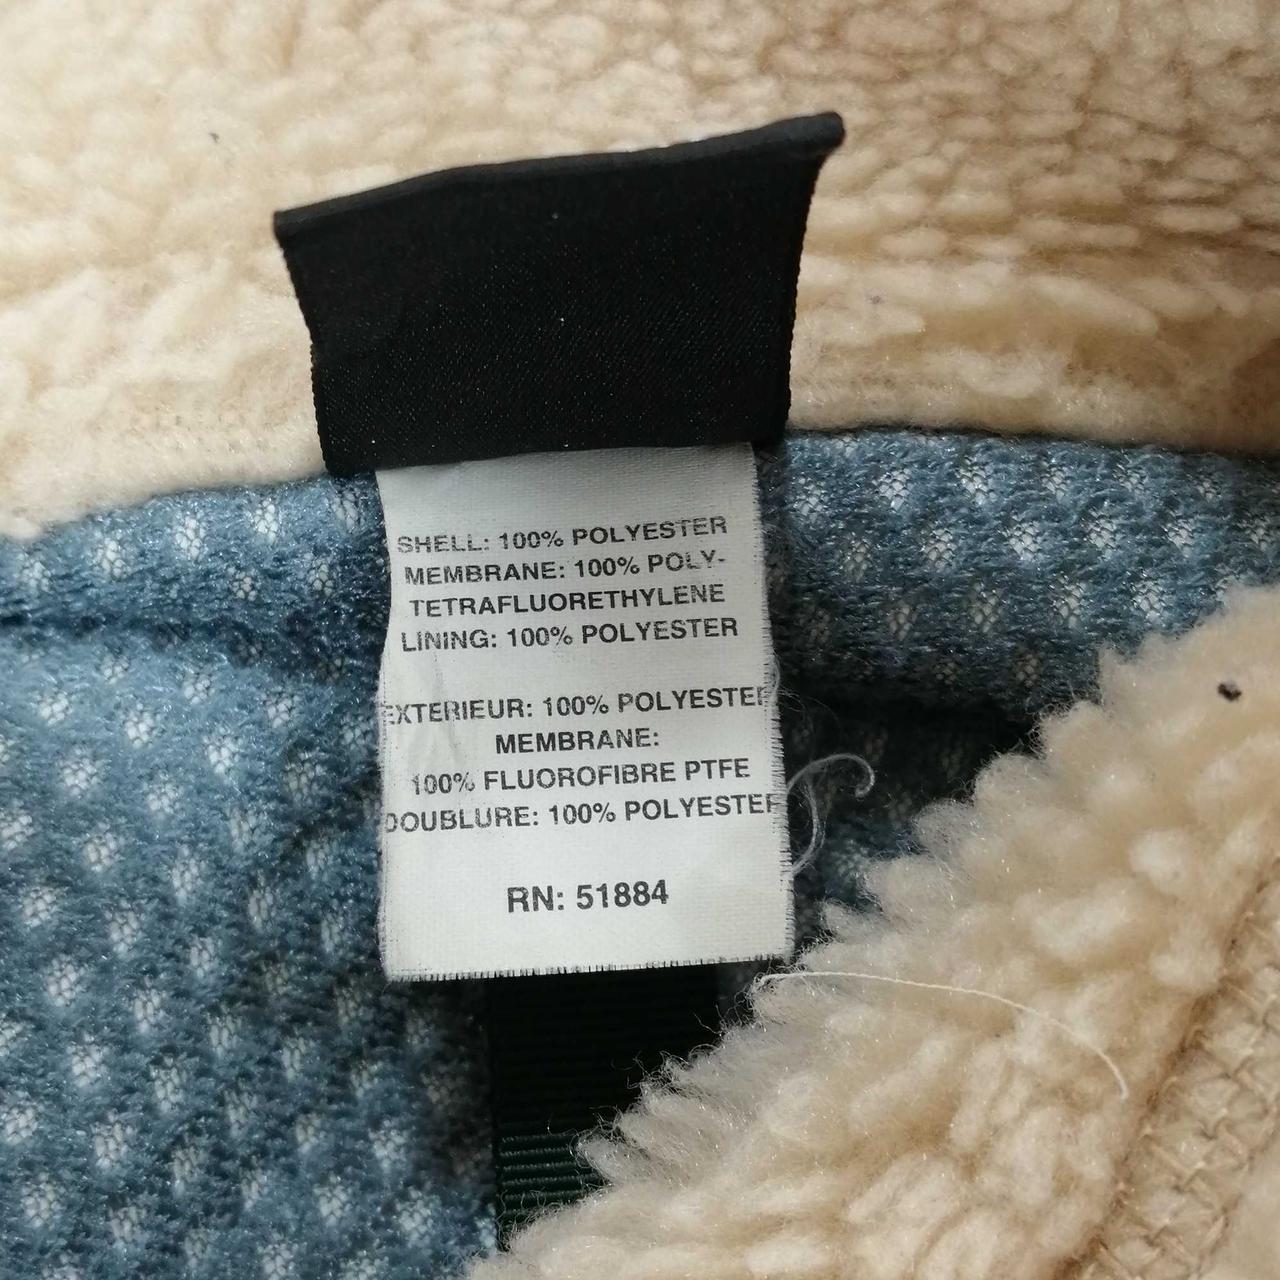 SHELL: 100% POLYESTER
MEMBRANE: 100% POLY-
TETRAFLUORETHYLENE
LINING: 100% POLYESTER
EXTERIEUR: 100% POLYESTER
MEMBRANE:
100% FLUOROFIBRE PTFE
DOUBLURE: 100% POLYESTER
RN: 51884